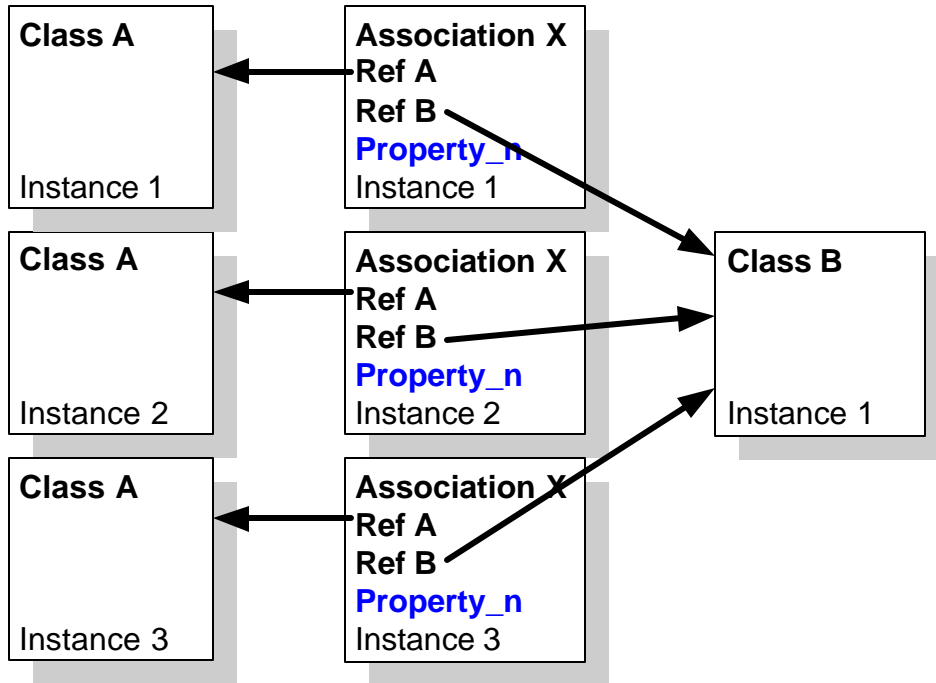 Class A
Instance 1
Association X
Ref A
Ref B
Property_n
Instance 1
Class A
Instance 2
Association X
Ref A
Ref B
Property_n
Instance 2
Class B
Instance 1
Class A
Instance 3
Association X
Ref A
Ref B
Property_n
Instance 3